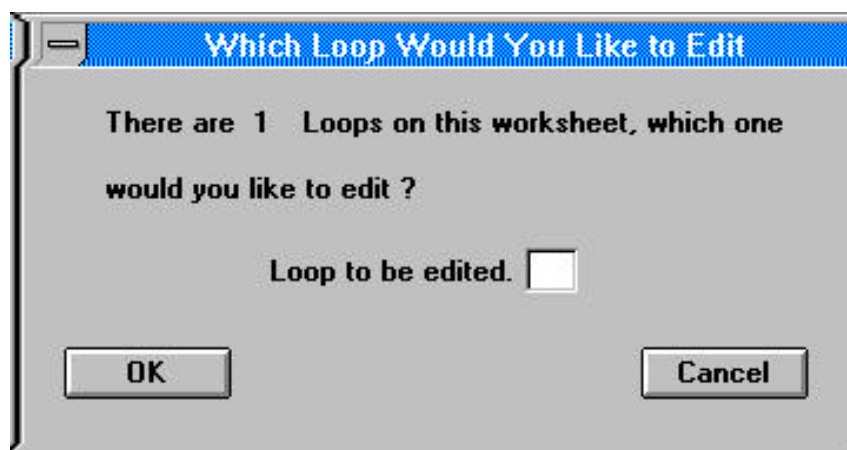 Which Loop Would You Like to Edit
There are 1 Loops on this worksheet, which one
would you like to edit ?
Loop to be edited.
OK
Cancel